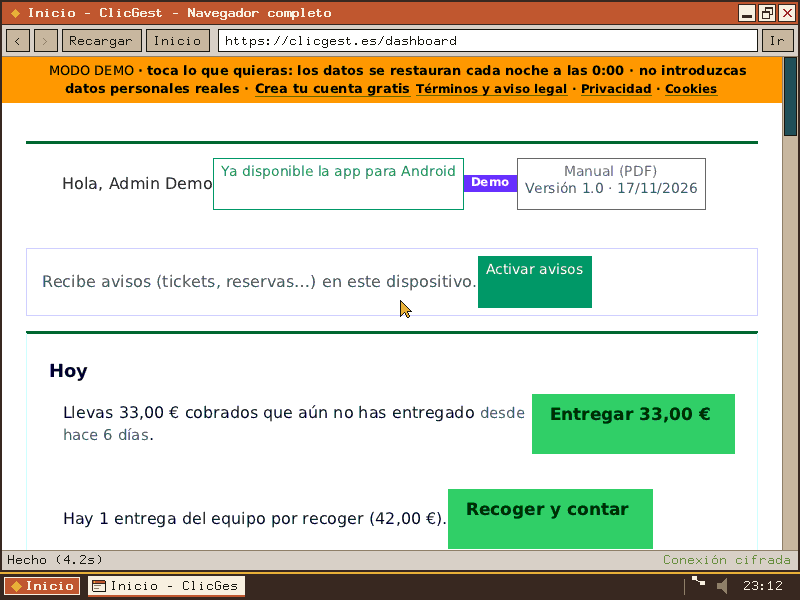 Inicio - ClicGest - Navegador completo
< > Recargar Inicio https://clicgest.es/dashboard Ir
MODO DEMO · toca lo que quieras: los datos se restauran cada noche a las 0:00 · no introduzcas
datos personales reales · Crea tu cuenta gratis Términos y aviso legal · Privacidad · Cookies
Hola, Admin Demo
Ya disponible la app para Android
Demo
Manual (PDF)
Versión 1.0 · 17/11/2026
Recibe avisos (tickets, reservas...) en este dispositivo.
Activar avisos
Hoy
Llevas 33,00 € cobrados que aún no has entregado desde
hace 6 días.
Entregar 33,00 €
Hay 1 entrega del equipo por recoger (42,00 €).
Recoger y contar
Hecho (4.2s)
Conexión cifrada
Inicio
Inicio - ClicGes
23:12